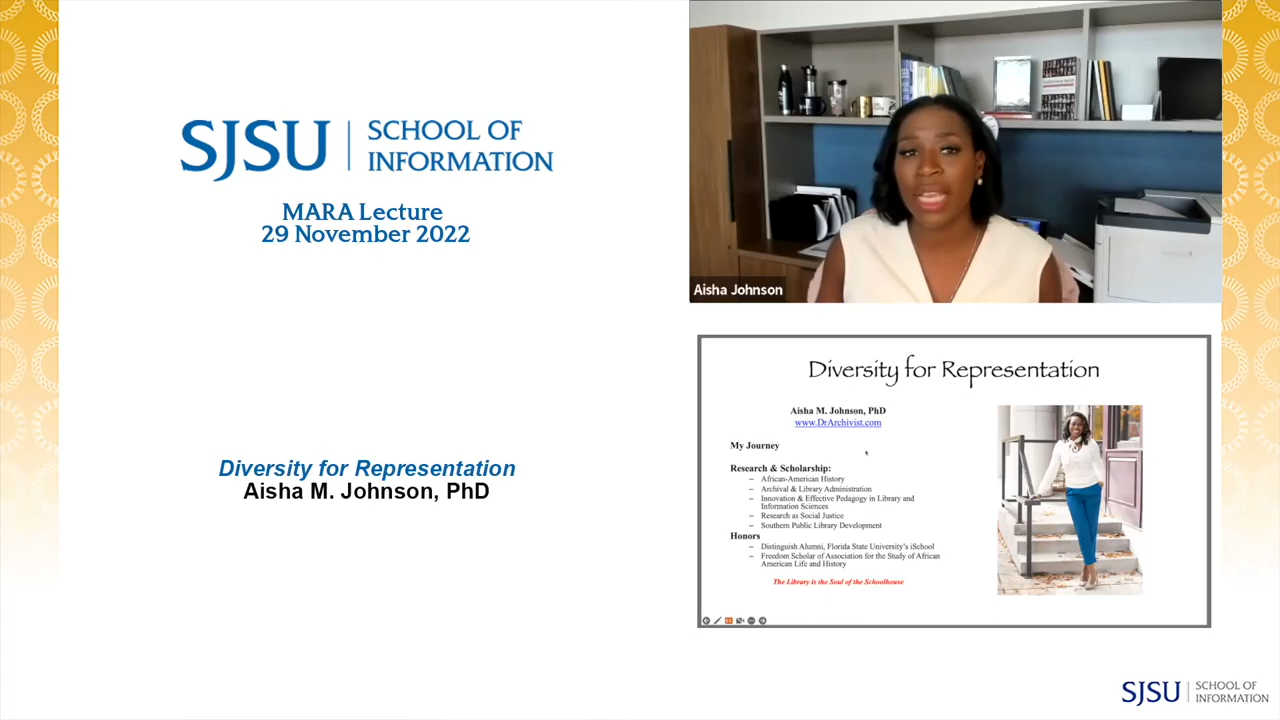 SJSU | SCHOOL OF
INFORMATION
MARA Lecture
29 November 2022
Diversity for Representation
Aisha M. Johnson, PhD
Aisha Johnson
Diversity for Representation
Aisha M. Johnson, PhD
www.DrArchivist.com
My Journey
Research & Scholarship:
– African-American History
– Archival & Library Administration
– Innovation & Effective Pedagogy in Library and
Information Sciences
– Research as Social Justice
– Southern Public Library Development
Honors
– Distinguish Alumni, Florida State University's iSchool
– Freedom Scholar of Association for the Study of African
American Life and History
The Library is the Soul of the Schoolhouse
SJSU | SCHOOL OF
INFORMATION